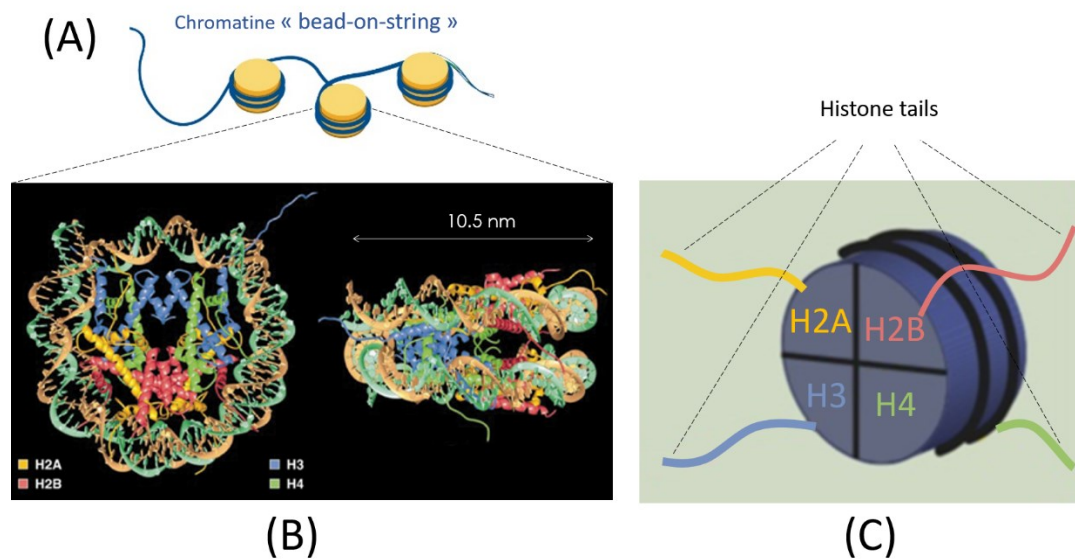 (A)
Chromatine « bead-on-string »
Histone tails
10.5 nm
H2A
H2B
H3
H4
H2A
H2B
H3
H4
(B)
(C)